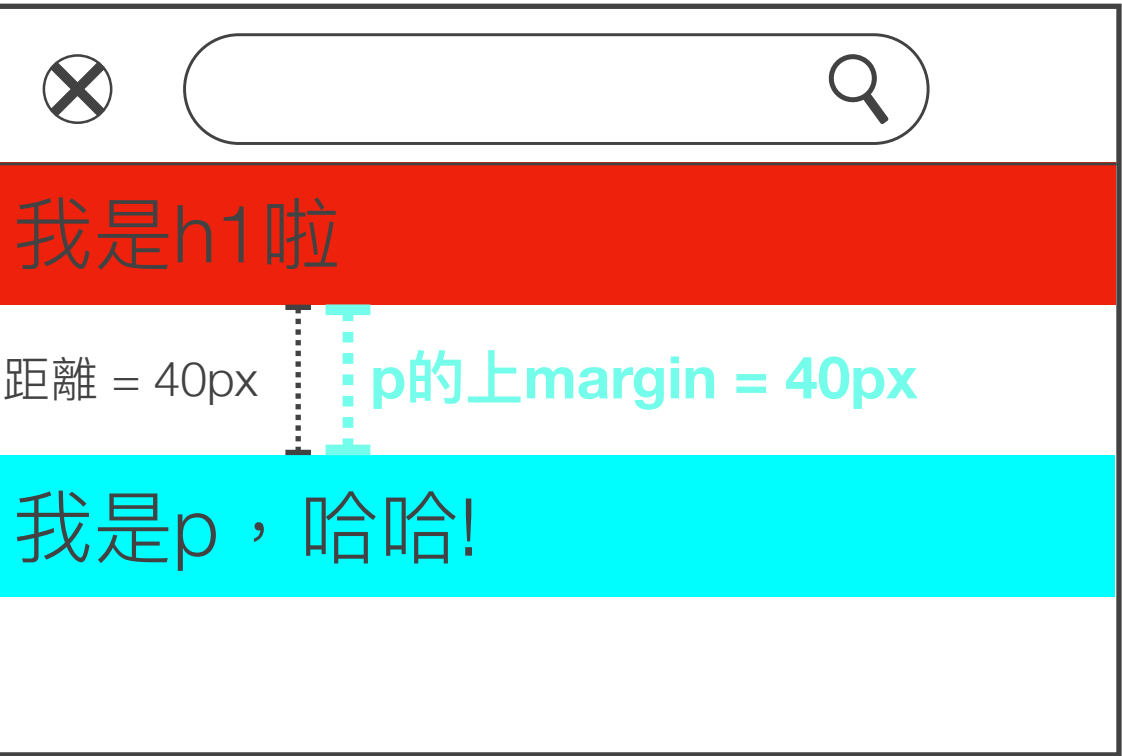 我是h1啦
距離 = 40px
p的上margin = 40px
我是p，哈哈!